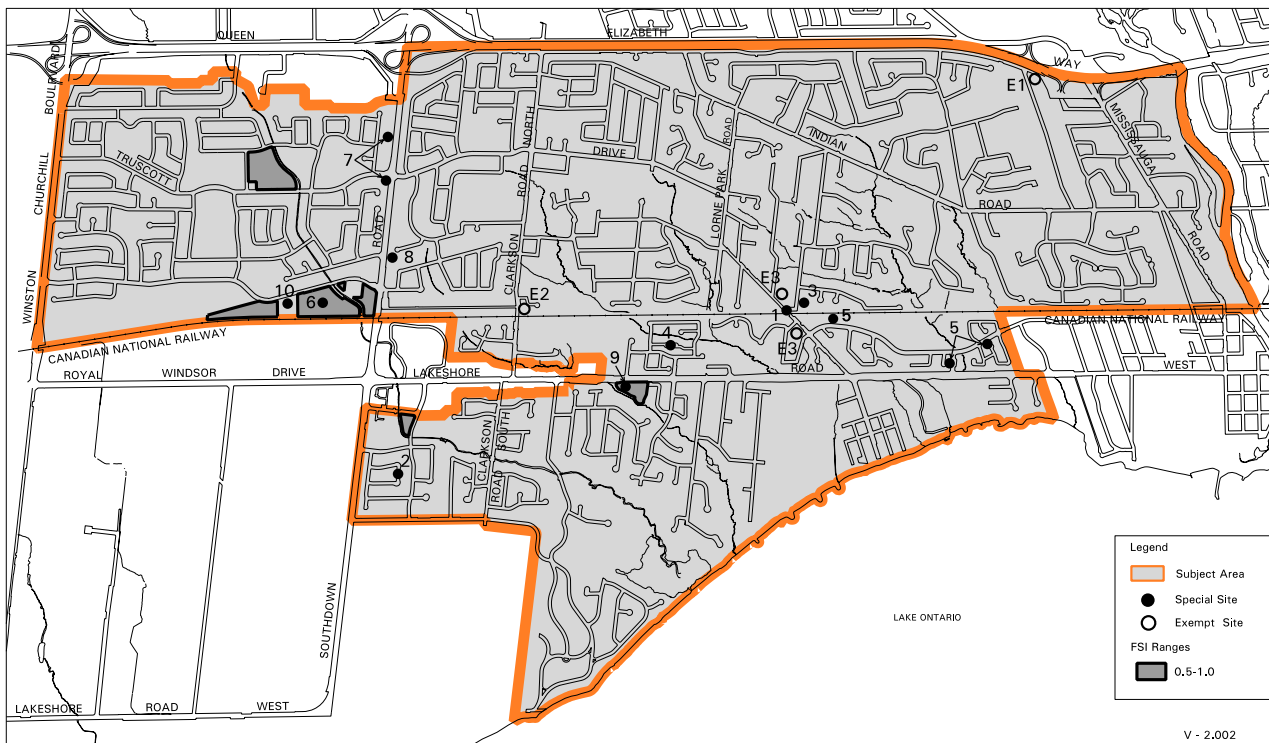 QUEEN
ELIZABETH
WAY
BOULEVARD
E1
MISSISSAUGA
ROAD
CHURCHILL
WINSTON
TRUSCOTT
7
ROAD
CLARKSON
ROAD NORTH
DRIVE
ROAD
LORNE PARK
INDIAN
ROAD
8
10
6
E2
E3
3
1
5
E3
4
5
CANADIAN NATIONAL RAILWAY
CANADIAN NATIONAL RAILWAY
ROYAL WINDSOR DRIVE
LAKESHORE
9
ROAD
WEST
2
CLARKSON
ROAD SOUTH
SOUTHDOWN
LAKESHORE ROAD WEST
LAKE ONTARIO
Legend
Subject Area
Special Site
Exempt Site
FSI Ranges
0.5-1.0
V - 2.002